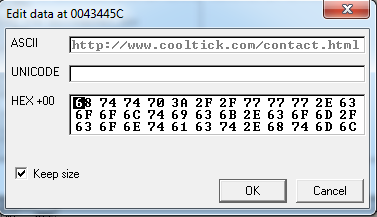 Edit data at 0043445C
ASCII http://www.cooltick.com/contact.html
UNICODE
HEX +00 68 74 74 70 3A 2F 2F 77 77 77 2E 63
6F 6F 6C 74 69 63 6B 2E 63 6F 6D 2F
63 6F 6E 74 61 63 74 2E 68 74 6D 6C
Keep size
OK Cancel